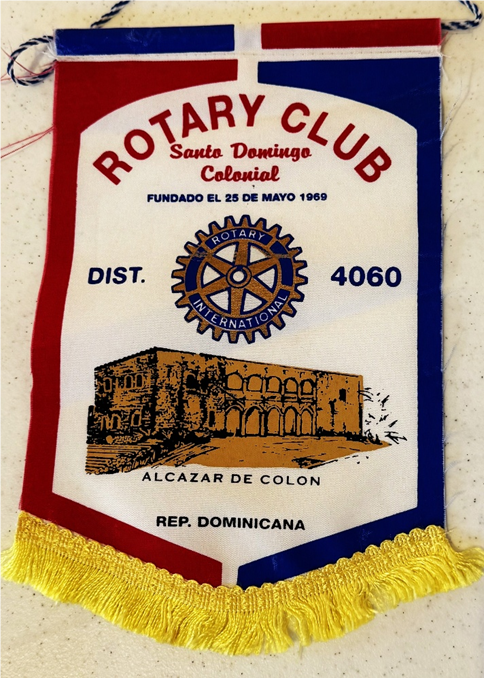 ROTARY CLUB
Santo Domingo
Colonial
FUNDADO EL 25 DE MAYO 1969
DIST.
ROTARY
INTERNATIONAL
4060
ALCAZAR DE COLON
REP. DOMINICANA